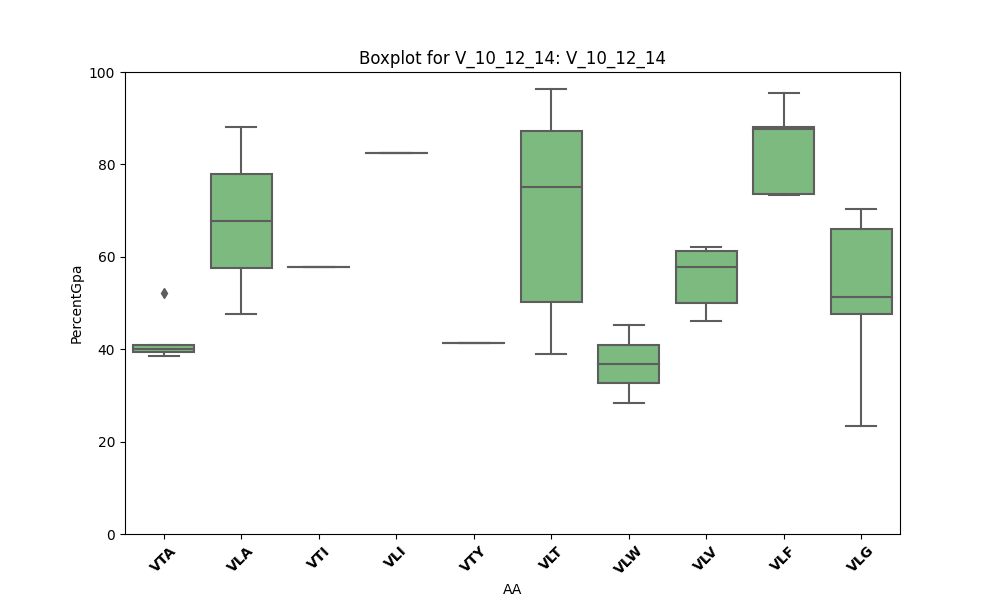 Boxplot for V_10_12_14: V_10_12_14
PercentGpa
100
80
60
40
20
0
VTA VLA VTI VLI VTY VLT VLW VLV VLF VLG
AA